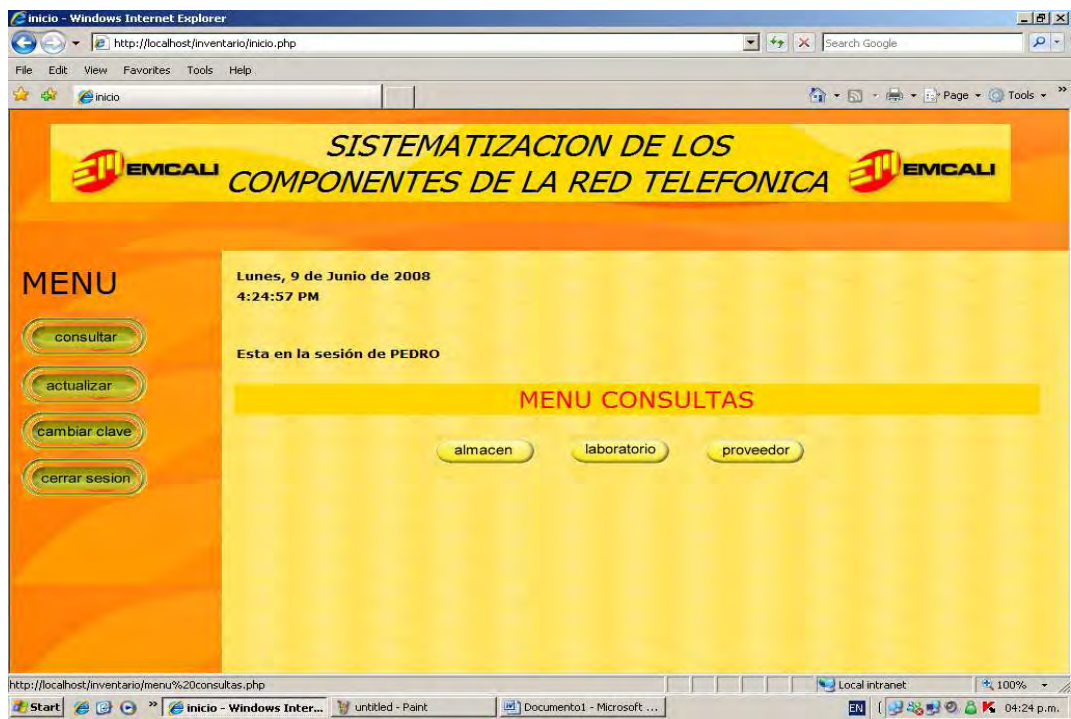 inicio - Windows Internet Explorer
http://localhost/inventario/inicio.php
Search Google
File Edit View Favorites Tools Help
inicio
Page Tools
EMCALI
SISTEMATIZACION DE LOS
COMPONENTES DE LA RED TELEFONICA
EMCALI
MENU
consultar
actualizar
cambiar clave
cerrar sesion
Lunes, 9 de Junio de 2008
4:24:57 PM
Esta en la sesión de PEDRO
MENU CONSULTAS
almacen laboratorio proveedor
http://localhost/inventario/menu%20consultas.php
Local intranet 100%
Start inicio - Windows Inter... untitled - Paint Documento1 - Microsoft ... EN 04:24 p.m.